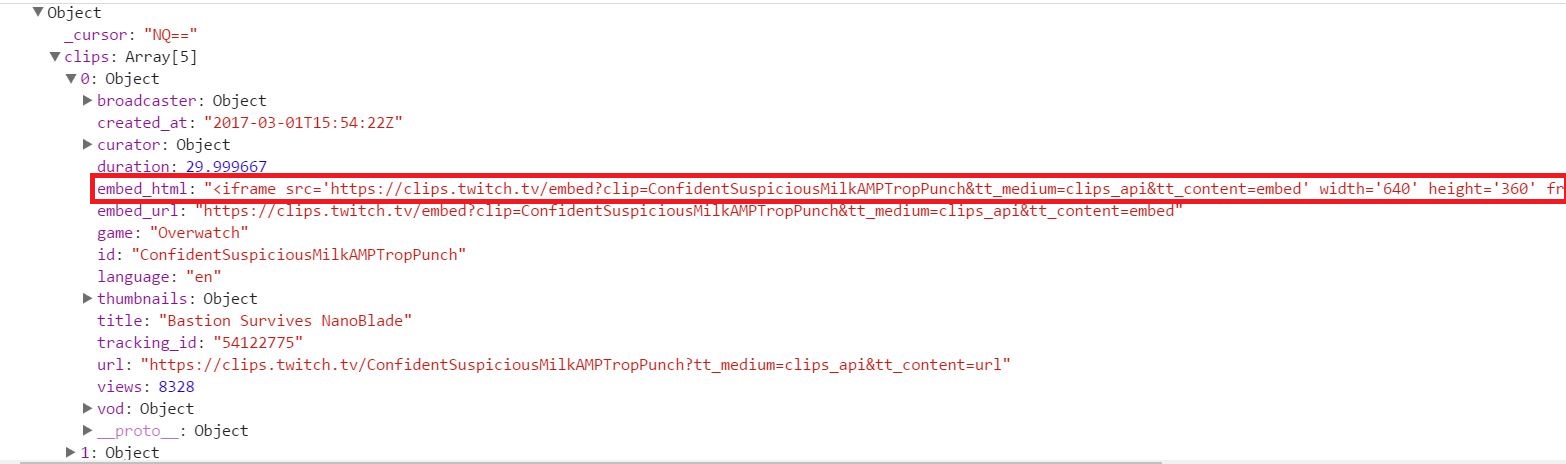 Object
_cursor: "NQ=="
clips: Array[5]
0: Object
broadcaster: Object
created_at: "2017-03-01T15:54:22Z"
curator: Object
duration: 29.999667
embed_html: "<iframe src='https://clips.twitch.tv/embed?clip=ConfidentSuspiciousMilkAMPTropPunch&tt_medium=clips_api&tt_content=embed' width='640' height='360' fr
embed_url: "https://clips.twitch.tv/embed?clip=ConfidentSuspiciousMilkAMPTropPunch&tt_medium=clips_api&tt_content=embed"
game: "Overwatch"
id: "ConfidentSuspiciousMilkAMPTropPunch"
language: "en"
thumbnails: Object
title: "Bastion Survives NanoBlade"
tracking_id: "54122775"
url: "https://clips.twitch.tv/ConfidentSuspiciousMilkAMPTropPunch?tt_medium=clips_api&tt_content=url"
views: 8328
vod: Object
__proto__: Object
1: Object